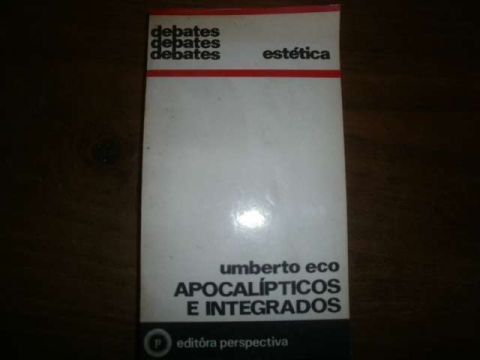 debates
debates
debates
estética
umberto eco
APOCALÍPTICOS
E INTEGRADOS
editôra perspectiva